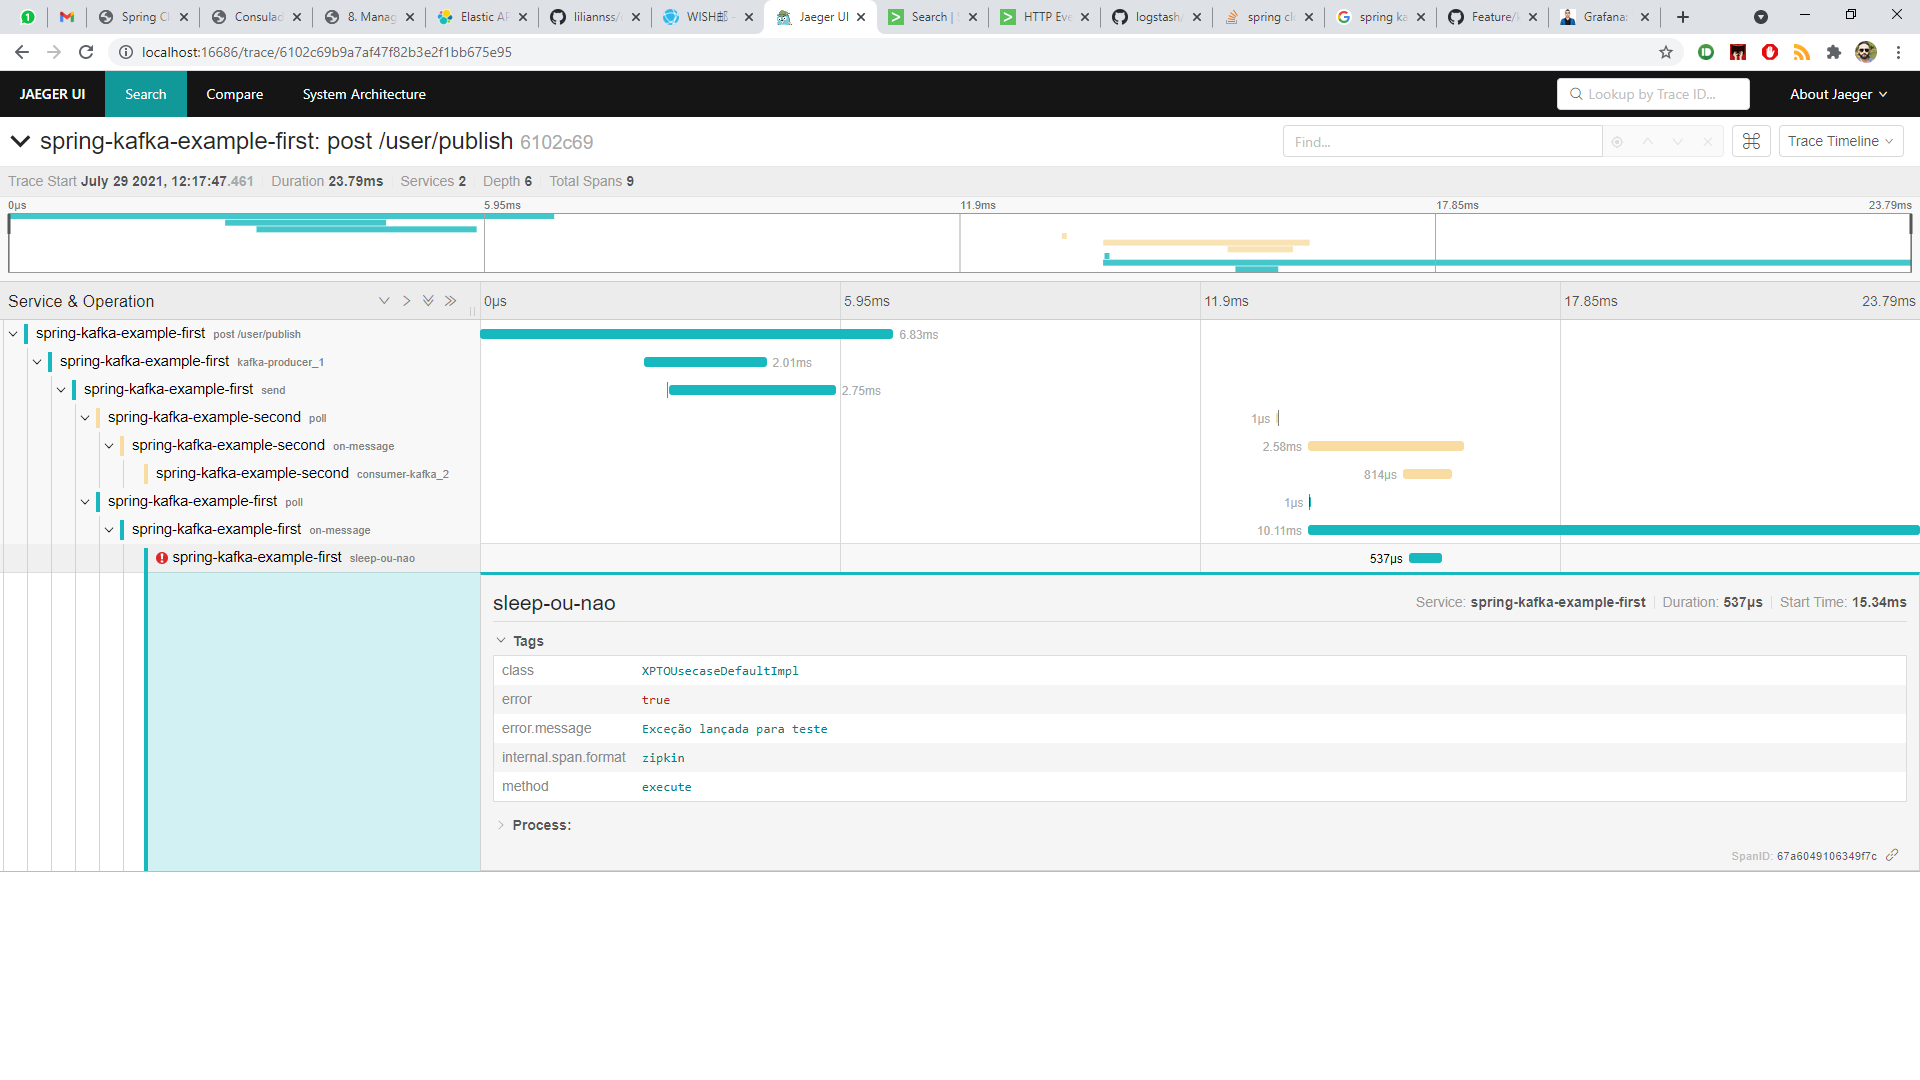 1
Spring Cl
Consulad
8. Manag
Elastic AP
liliannss/
WISH邮 -
Jaeger UI
Search |
HTTP Eve
logstash/
spring clo
spring ka
Feature/
Grafana:
localhost:16686/trace/6102c69b9a7af47f82b3e2f1bb675e95
JAEGER UI
Search
Compare
System Architecture
Lookup by Trace ID...
About Jaeger
spring-kafka-example-first: post /user/publish 6102c69
Find...
Trace Timeline
Trace Start July 29 2021, 12:17:47.461 Duration 23.79ms Services 2 Depth 6 Total Spans 9
0μs 5.95ms 11.9ms 17.85ms 23.79ms
Service & Operation
0μs 5.95ms 11.9ms 17.85ms 23.79ms
spring-kafka-example-first post /user/publish 6.83ms
spring-kafka-example-first kafka-producer_1 2.01ms
spring-kafka-example-first send 2.75ms
spring-kafka-example-second poll 1μs
spring-kafka-example-second on-message 2.58ms
spring-kafka-example-second consumer-kafka_2 814μs
spring-kafka-example-first poll 1μs
spring-kafka-example-first on-message 10.11ms
spring-kafka-example-first sleep-ou-nao 537μs
sleep-ou-nao
Service: spring-kafka-example-first Duration: 537μs Start Time: 15.34ms
Tags
class XPTOUsecaseDefaultImpl
error true
error.message Exceção lançada para teste
internal.span.format zipkin
method execute
Process:
SpanID: 67a6049106349f7c